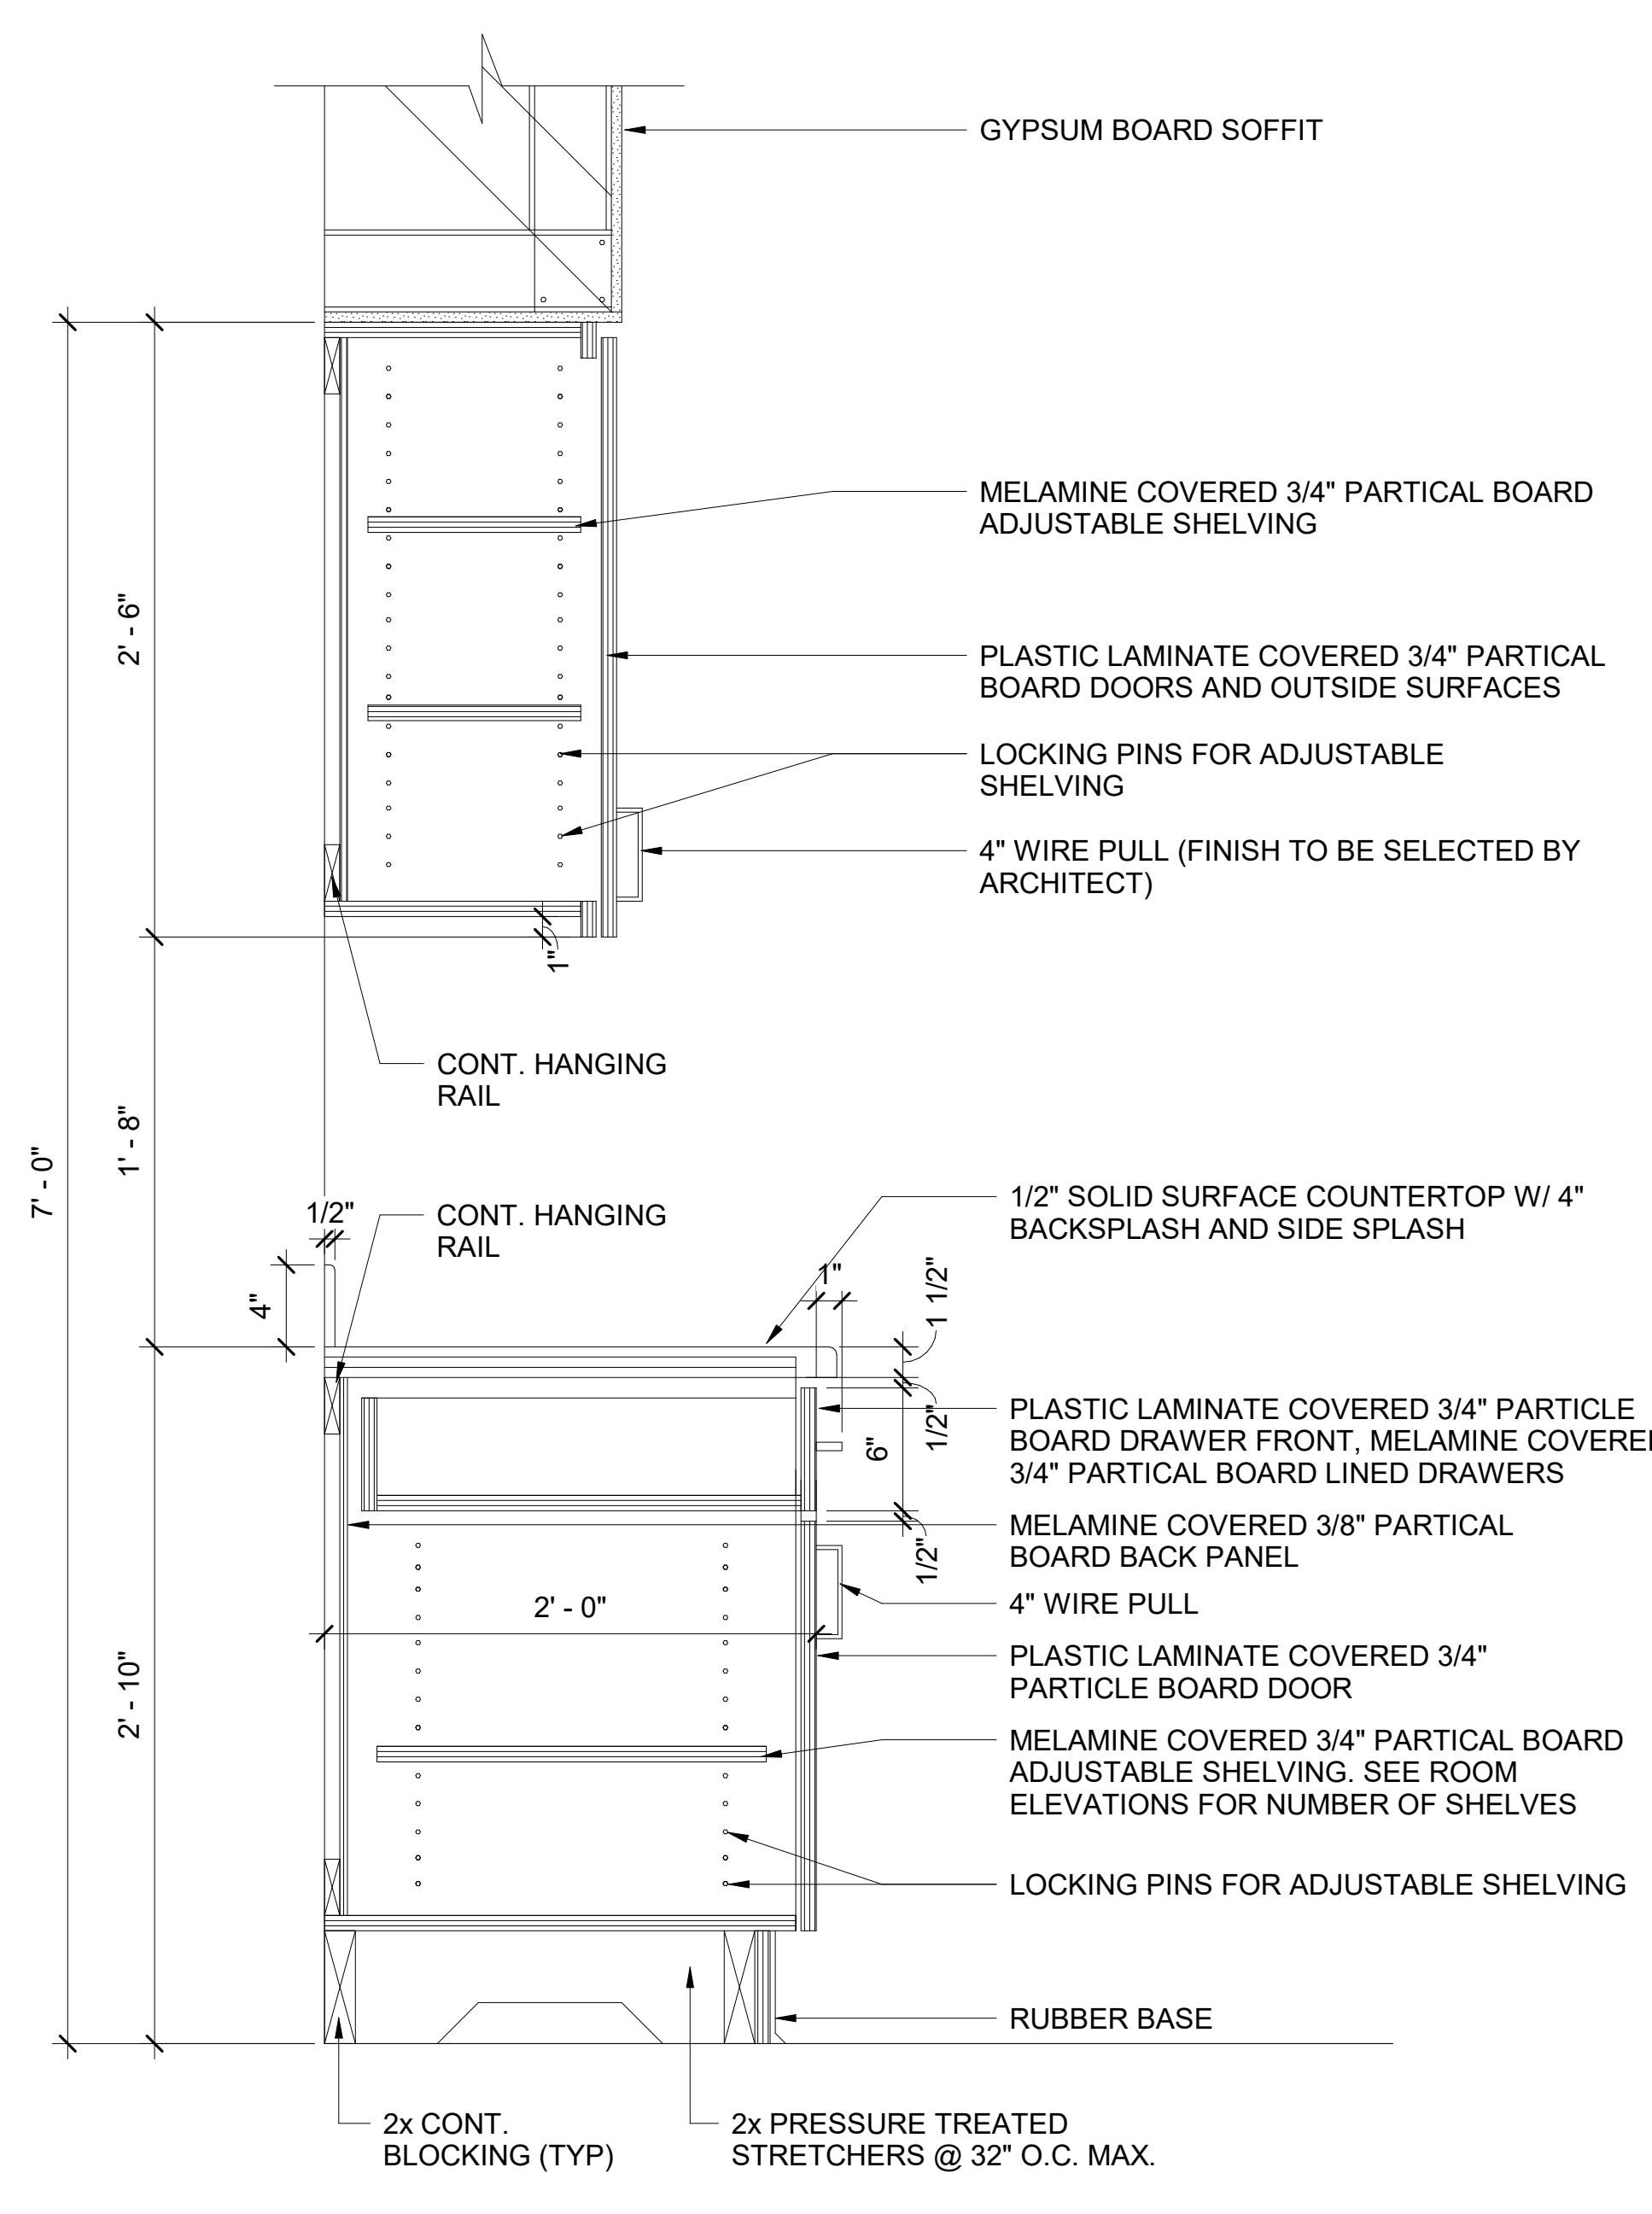 GYPSUM BOARD SOFFIT
MELAMINE COVERED 3/4" PARTICAL BOARD
ADJUSTABLE SHELVING
2' - 6"
PLASTIC LAMINATE COVERED 3/4" PARTICAL
BOARD DOORS AND OUTSIDE SURFACES
LOCKING PINS FOR ADJUSTABLE
SHELVING
4" WIRE PULL (FINISH TO BE SELECTED BY
ARCHITECT)
1"
CONT. HANGING
RAIL
1' - 8"
7' - 0"
1/2"
CONT. HANGING
RAIL
1/2" SOLID SURFACE COUNTERTOP W/ 4"
BACKSPLASH AND SIDE SPLASH
4"
1"
1 1/2"
1/2"
6"
PLASTIC LAMINATE COVERED 3/4" PARTICLE
BOARD DRAWER FRONT, MELAMINE COVERE
3/4" PARTICAL BOARD LINED DRAWERS
MELAMINE COVERED 3/8" PARTICAL
BOARD BACK PANEL
1/2"
2' - 0"
4" WIRE PULL
2' - 10"
PLASTIC LAMINATE COVERED 3/4"
PARTICLE BOARD DOOR
MELAMINE COVERED 3/4" PARTICAL BOARD
ADJUSTABLE SHELVING. SEE ROOM
ELEVATIONS FOR NUMBER OF SHELVES
LOCKING PINS FOR ADJUSTABLE SHELVING
RUBBER BASE
2x CONT.
BLOCKING (TYP)
2x PRESSURE TREATED
STRETCHERS @ 32" O.C. MAX.